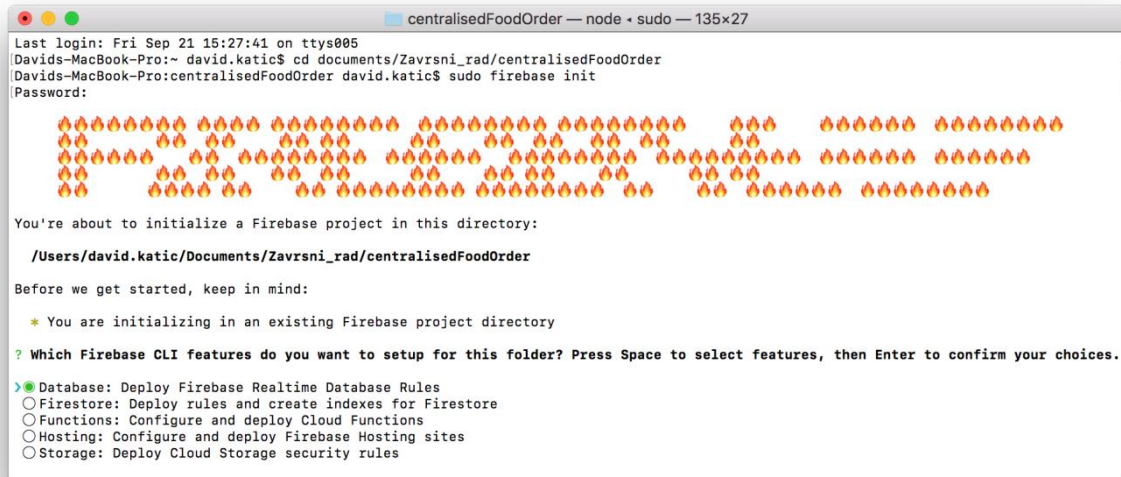 centralisedFoodOrder — node ◂ sudo — 135×27
Last login: Fri Sep 21 15:27:41 on ttys005
[Davids-MacBook-Pro:~ david.katic$ cd documents/Zavrsni_rad/centralisedFoodOrder
[Davids-MacBook-Pro:centralisedFoodOrder david.katic$ sudo firebase init
[Password:
FIREBASE
You're about to initialize a Firebase project in this directory:
/Users/david.katic/Documents/Zavrsni_rad/centralisedFoodOrder
Before we get started, keep in mind:
* You are initializing in an existing Firebase project directory
? Which Firebase CLI features do you want to setup for this folder? Press Space to select features, then Enter to confirm your choices.
❯◉ Database: Deploy Firebase Realtime Database Rules
◯ Firestore: Deploy rules and create indexes for Firestore
◯ Functions: Configure and deploy Cloud Functions
◯ Hosting: Configure and deploy Firebase Hosting sites
◯ Storage: Deploy Cloud Storage security rules